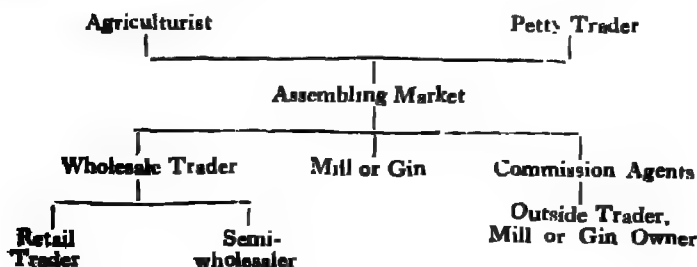 Agriculturist Petty Trader
Assembling Market
Wholesale Trader Mill or Gin Commission Agents
Retail Trader
Semi-wholesaler
Outside Trader,
Mill or Gin Owner